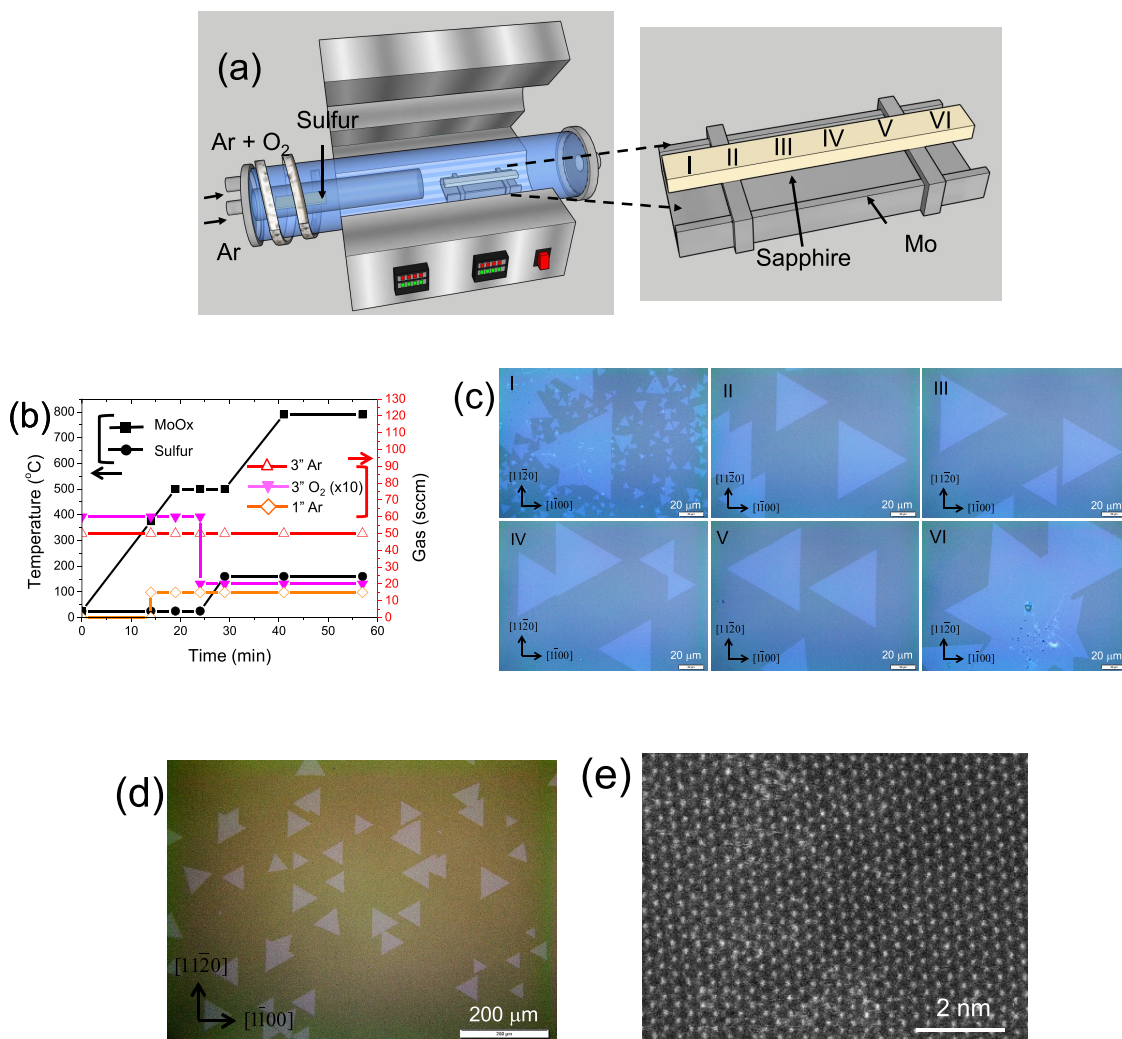 (a)
Ar + O₂
Sulfur
Ar
I
II
III
IV
V
VI
Sapphire
Mo
(b)
MoOx
Sulfur
3" Ar
3" O₂ (x10)
1" Ar
Temperature (°C)
800
700
600
500
400
300
200
100
0
130
120
110
100
90
80
70
60
50
40
30
20
10
0
Gas (sccm)
0 10 20 30 40 50 60
Time (min)
(c)
I
[112̅0]
[11̅00]
20 μm
II
[112̅0]
[11̅00]
20 μm
III
[112̅0]
[11̅00]
20 μm
IV
[112̅0]
[11̅00]
20 μm
V
[112̅0]
[11̅00]
20 μm
VI
[112̅0]
[11̅00]
20 μm
(d)
[112̅0]
[11̅00]
200 μm
200 μm
(e)
2 nm